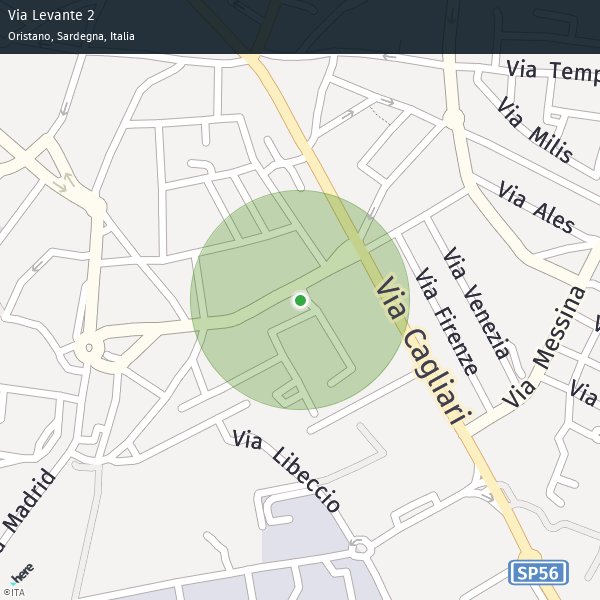 Via Levante 2
Oristano, Sardegna, Italia
Via Temp
Via Milis
Via Ales
Via Venezia
Via Firenze
Via Cagliari
Via Messina
Via
Via Libeccio
Madrid
SP56
here
©ITA